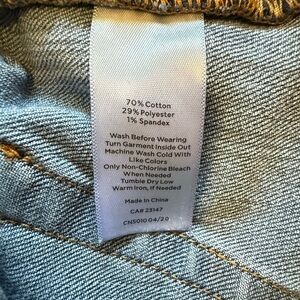 70% Cotton
29% Polyester
1% Spandex
Wash Before Wearing
Turn Garment Inside Out
Machine Wash Cold With
Like Colors
Only Non-Chlorine Bleach
When Needed
Tumble Dry Low
Warm Iron, If Needed
Made In China
CA# 23147
CNS010 04/20